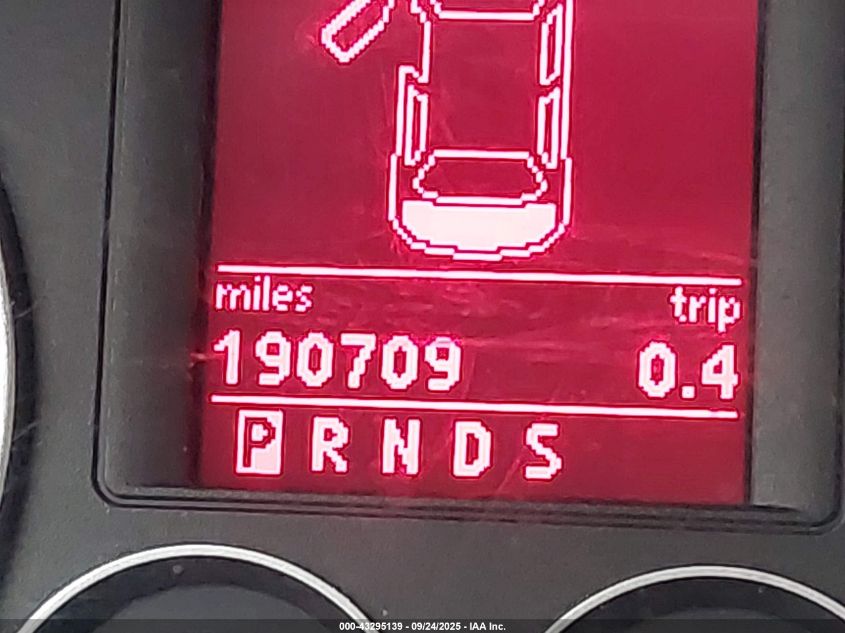 miles trip
190709 0.4
P R N D S
000-43295139 - 09/24/2025 - IAA Inc.